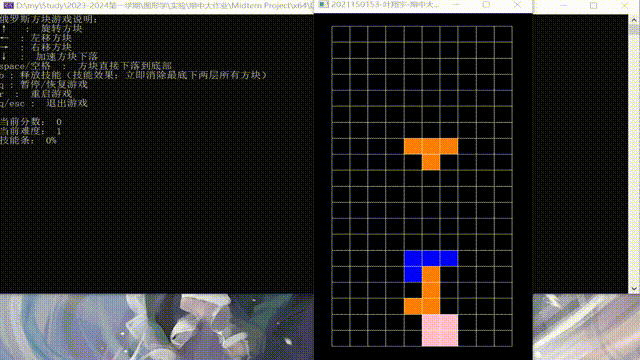 D:\my\Study\2023-2024第一学期\图形学\实验\期中大作业\Midterm Project\x64\
2021150153-叶翔宇-期中大...
俄罗斯方块游戏说明:
↑ : 旋转方块
← : 左移方块
→ : 右移方块
↓ : 加速方块下落
space/空格 : 方块直接下落到底部
b : 释放技能(技能效果:立即消除最底下两层所有方块)
: 暂停/恢复游戏
r : 重启游戏
q/esc : 退出游戏
当前分数: 0
当前难度: 1
技能条: 0%